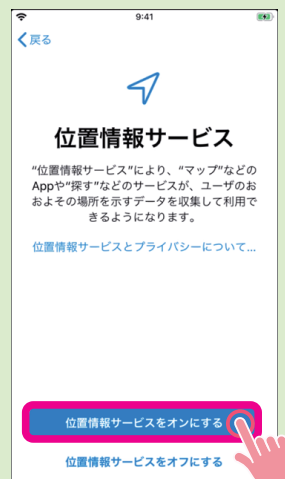 9:41
戻る
位置情報サービス
“位置情報サービス”により、“マップ”などの
Appや“探す”などのサービスが、ユーザのお
およその場所を示すデータを収集して利用で
きるようになります。
位置情報サービスとプライバシーについて...
位置情報サービスをオンにする
位置情報サービスをオフにする